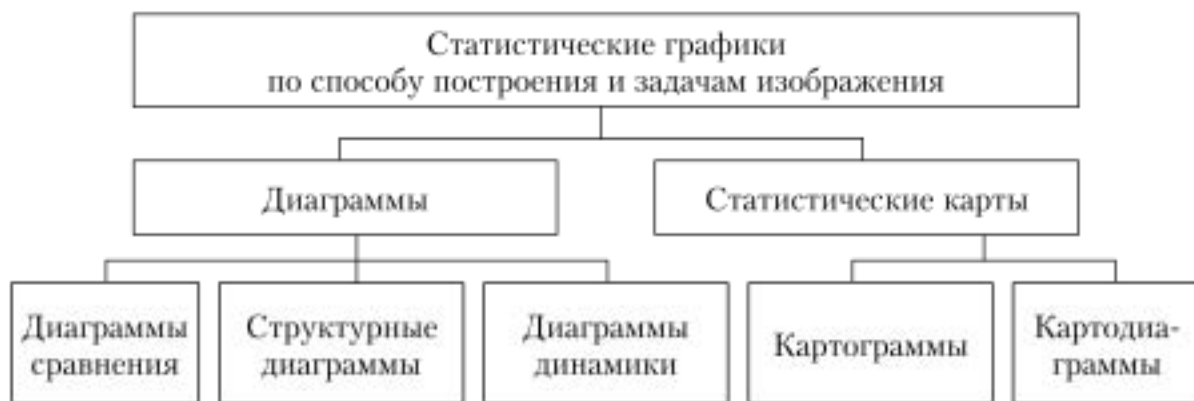 Статистические графики
по способу построения и задачам изображения
Диаграммы
Статистические карты
Диаграммы
сравнения
Структурные
диаграммы
Диаграммы
динамики
Картограммы
Картодиа-
граммы